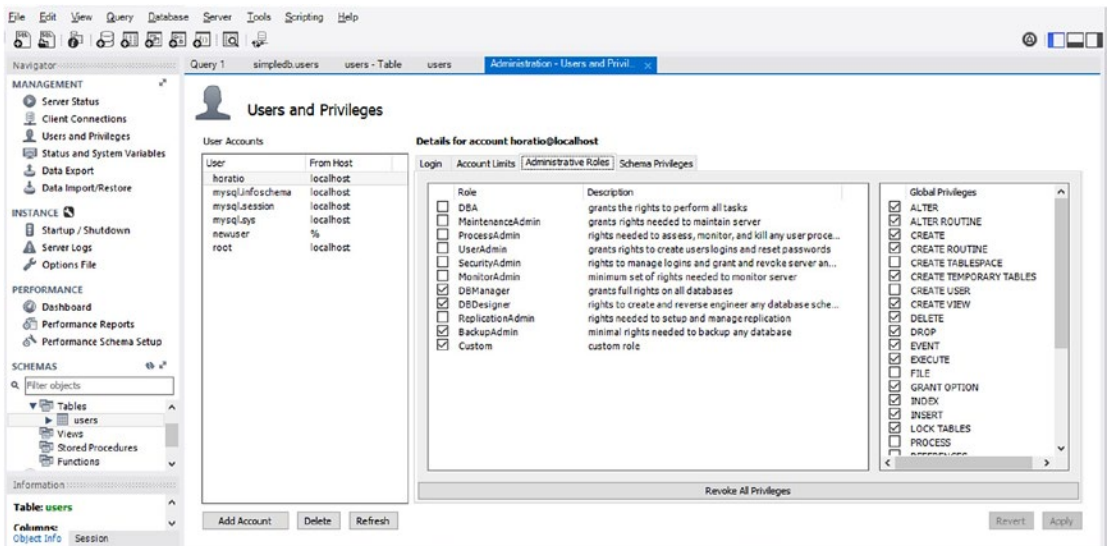 File Edit View Query Database Server Tools Scripting Help
Navigator
Query 1 simpledb.users users - Table users Administration - Users and Privil...
MANAGEMENT
Server Status
Client Connections
Users and Privileges
Status and System Variables
Data Export
Data Import/Restore
INSTANCE
Startup / Shutdown
Server Logs
Options File
PERFORMANCE
Dashboard
Performance Reports
Performance Schema Setup
SCHEMAS
Filter objects
Tables
users
Views
Stored Procedures
Functions
Information
Table: users
Columns:
Object Info Session
Users and Privileges
User Accounts
User From Host
horatio localhost
mysql.infoschema localhost
mysql.session localhost
mysql.sys localhost
newuser %
root localhost
Add Account Delete Refresh
Details for account horatio@localhost
Login Account Limits Administrative Roles Schema Privileges
Role Description
DBA grants the rights to perform all tasks
MaintenanceAdmin grants rights needed to maintain server
ProcessAdmin rights needed to assess, monitor, and kill any user proce...
UserAdmin grants rights to create users logins and reset passwords
SecurityAdmin rights to manage logins and grant and revoke server an...
MonitorAdmin minimum set of rights needed to monitor server
DBManager grants full rights on all databases
DBDesigner rights to create and reverse engineer any database sche...
ReplicationAdmin rights needed to setup and manage replication
BackupAdmin minimal rights needed to backup any database
Custom custom role
Global Privileges
ALTER
ALTER ROUTINE
CREATE
CREATE ROUTINE
CREATE TABLESPACE
CREATE TEMPORARY TABLES
CREATE USER
CREATE VIEW
DELETE
DROP
EVENT
EXECUTE
FILE
GRANT OPTION
INDEX
INSERT
LOCK TABLES
PROCESS
Revoke All Privileges
Revert Apply